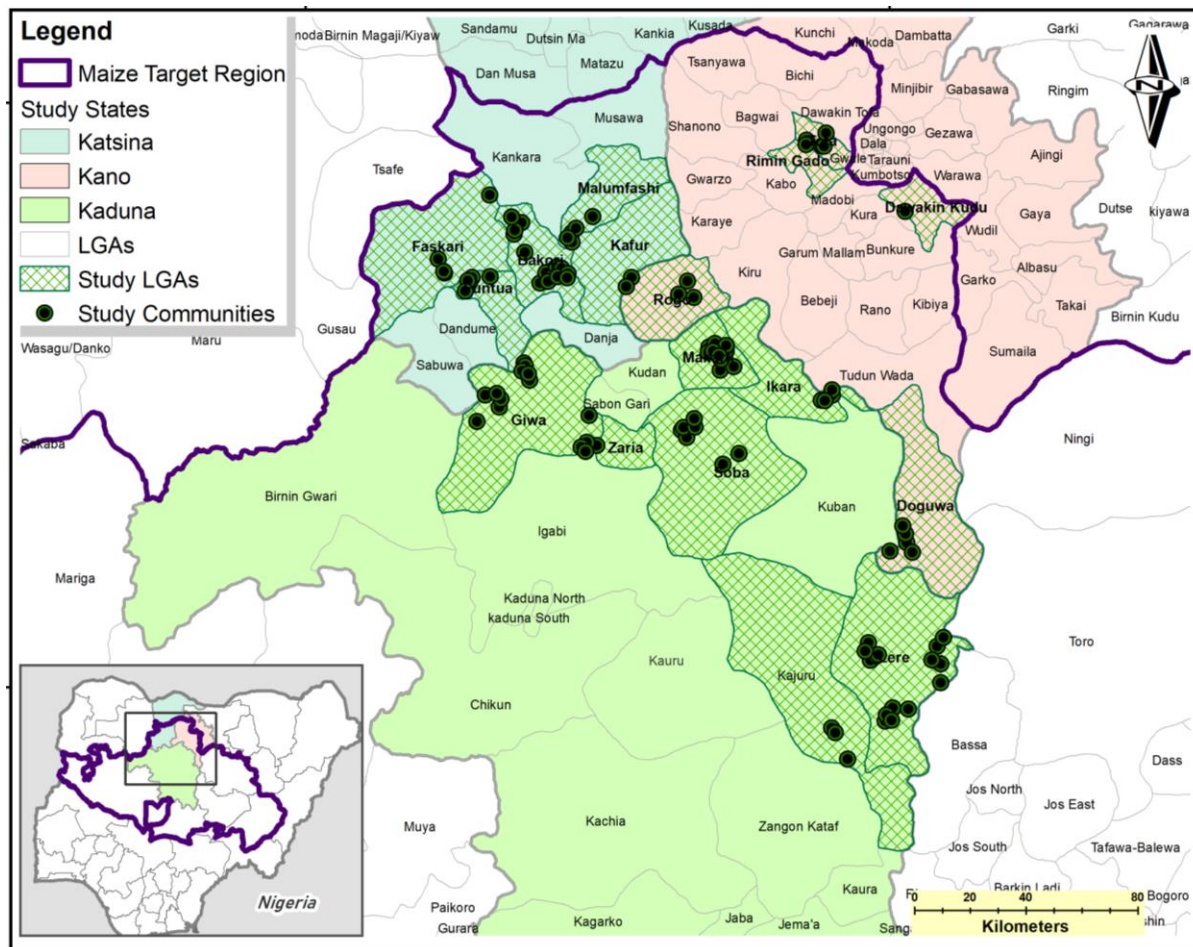 Legend
Maize Target Region
Study States
Katsina
Kano
Kaduna
LGAs
Study LGAs
Study Communities
Birnin Magaji/Kiyaw
Sandamu
Dutsin Ma
Kankia
Kusada
Kunchi
Makoda
Dambatta
Garki
Gagarawa
Dan Musa
Matazu
Tsanyawa
Bichi
Minjibir
Gabasawa
Ringim
Musawa
Shanono
Bagwai
Dawakin Tofa
Ungongo
Gezawa
Tsafe
Kankara
Dala
Ajingi
Rimin Gado
Gwale
Tarauni
Kumbotso
Warawa
Malumfashi
Gwarzo
Kabo
Madobi
Dawakin Kudu
Kura
Gaya
Dutse
kiyawa
Karaye
Wudil
Faskari
Bakori
Kafur
Garum Mallam
Bunkure
Kiru
Garko
Albasu
Rogo
Bebeji
Rano
Kibiya
Takai
Birnin Kudu
Gusau
Maru
Wasagu/Danko
Dandume
Danja
Sumaila
Sabuwa
Kudan
Ikara
Tudun Wada
Sabon Gari
Giwa
Zaria
Soba
Ningi
Birnin Gwari
Kuban
Doguwa
Igabi
Mariga
Kaduna North
kaduna South
Kauru
Kajuru
Toro
Chikun
Bassa
Dass
Jos North
Jos East
Muya
Kachia
Zangon Kataf
Jos South
Tafawa-Balewa
Kaura
Barkin Ladi
Bogoro
Paikoro
Gurara
Kagarko
Jaba
Jema'a
Nigeria
N
0 20 40 60 80
Kilometers